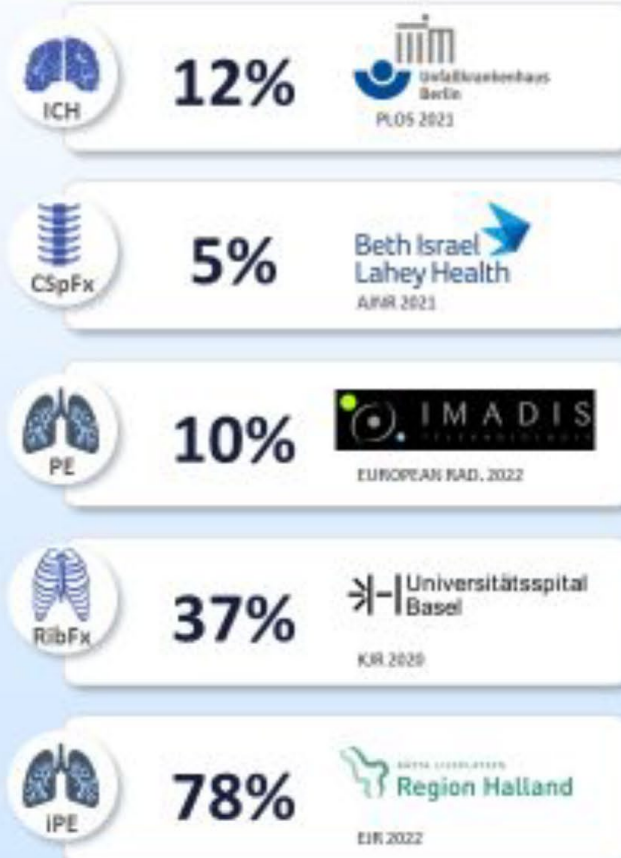 ICH
12%
Unfallkrankenhaus
Berlin
PLOS 2021
CSpFx
5%
Beth Israel
Lahey Health
AJNR 2021
PE
10%
IMADIS
EUROPEAN RAD. 2022
RibFx
37%
Universitätsspital
Basel
KJR 2020
iPE
78%
Region Halland
EJR 2022